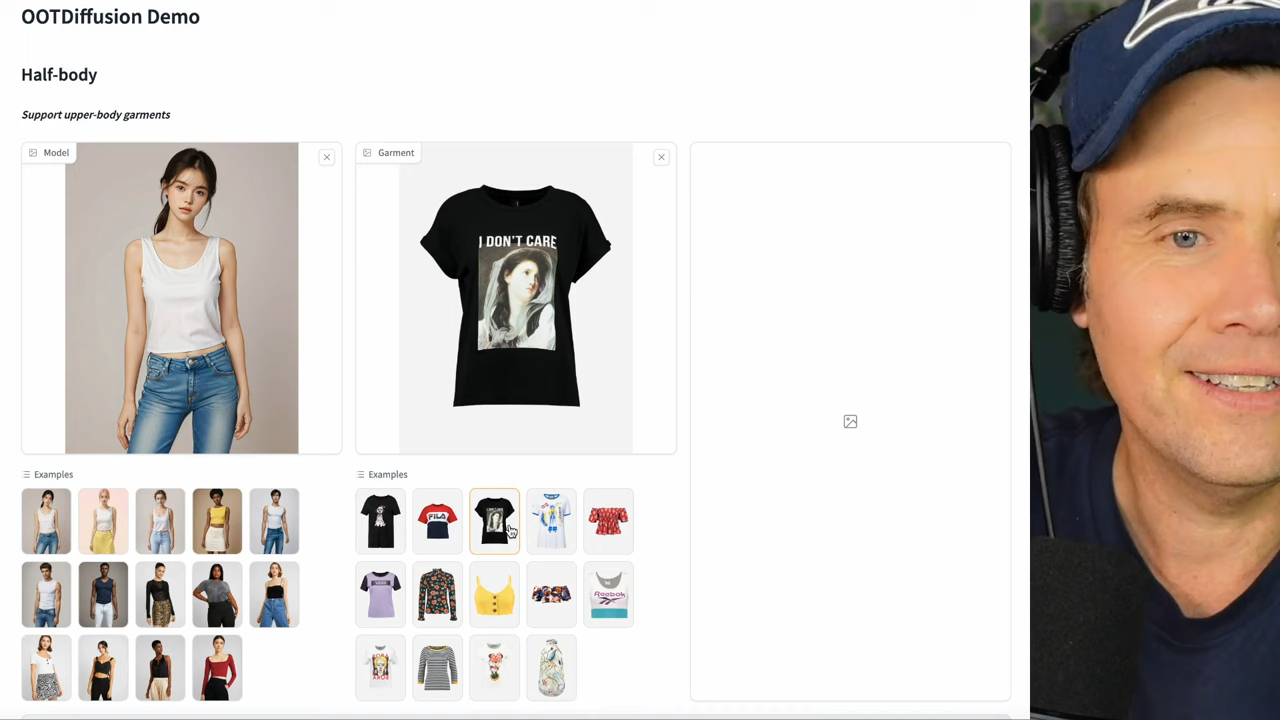 OOTDiffusion Demo
Half-body
Support upper-body garments
Model
Garment
I DON'T CARE
Examples
Examples
FILA
Reebok